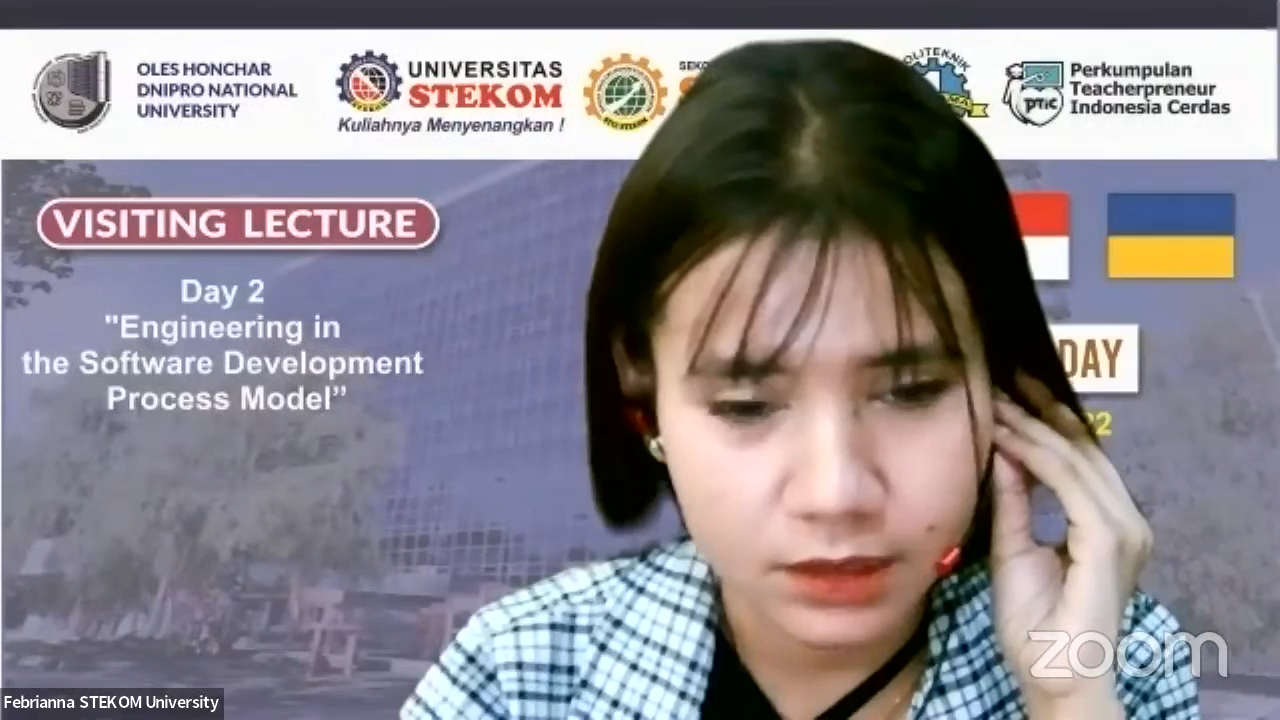 OLES HONCHAR
DNIPRO NATIONAL
UNIVERSITY
UNIVERSITAS
STEKOM
Kuliahnya Menyenangkan !
PTIC
Perkumpulan
Teacherpreneur
Indonesia Cerdas
VISITING LECTURE
Day 2
"Engineering in
the Software Development
Process Model”
DAY
22
zoom
Febrianna STEKOM University